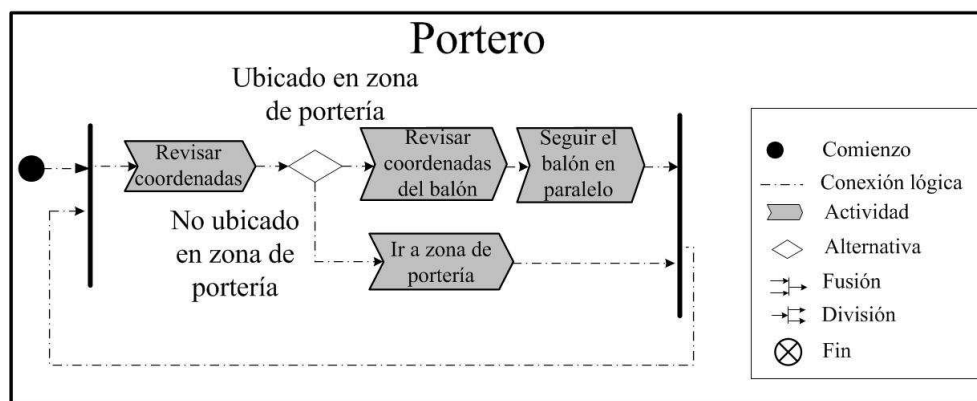 Portero
Ubicado en zona
de portería
Revisar
coordenadas
Revisar
coordenadas
del balón
Seguir el
balón en
paralelo
No ubicado
en zona de
portería
Ir a zona de
portería
Comienzo
Conexión lógica
Actividad
Alternativa
Fusión
División
Fin